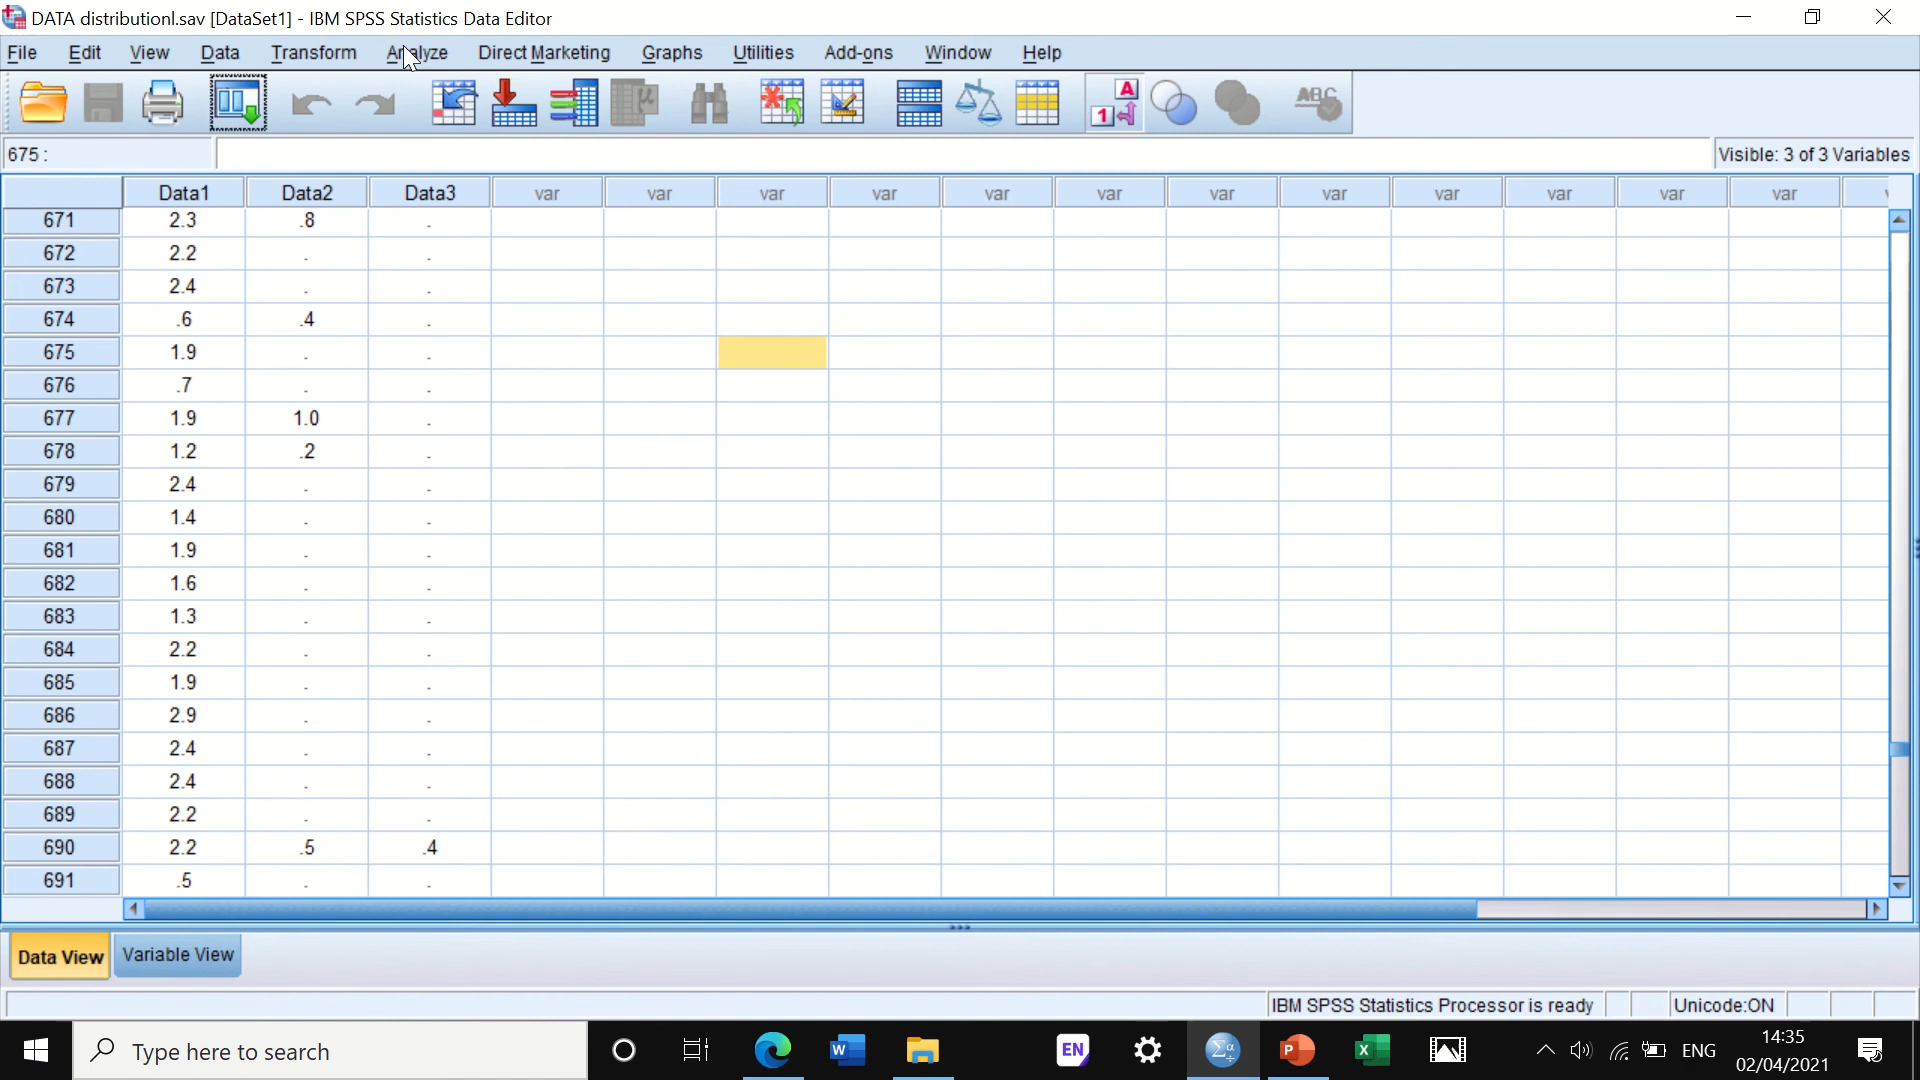 DATA distributionI.sav [DataSet1] - IBM SPSS Statistics Data Editor
File Edit View Data Transform Analyze Direct Marketing Graphs Utilities Add-ons Window Help
1 A ABC
675 : Visible: 3 of 3 Variables
Data1 Data2 Data3 var var var var var var var var var var var var
671 2.3 .8 .
672 2.2 . .
673 2.4 . .
674 .6 .4 .
675 1.9 . .
676 .7 . .
677 1.9 1.0 .
678 1.2 .2 .
679 2.4 . .
680 1.4 . .
681 1.9 . .
682 1.6 . .
683 1.3 . .
684 2.2 . .
685 1.9 . .
686 2.9 . .
687 2.4 . .
688 2.4 . .
689 2.2 . .
690 2.2 .5 .4
691 .5 . .
Data View Variable View
IBM SPSS Statistics Processor is ready Unicode:ON
Type here to search EN ENG 14:35
02/04/2021